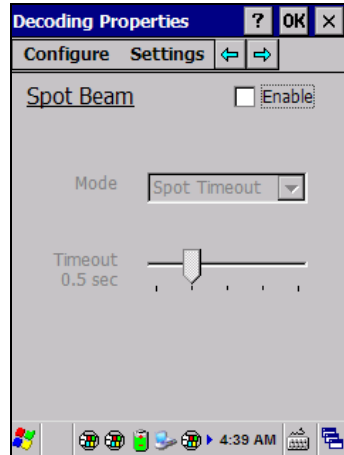 Decoding Properties ? OK ×
Configure Settings
Spot Beam Enable
Mode Spot Timeout
Timeout
0.5 sec
4:39 AM